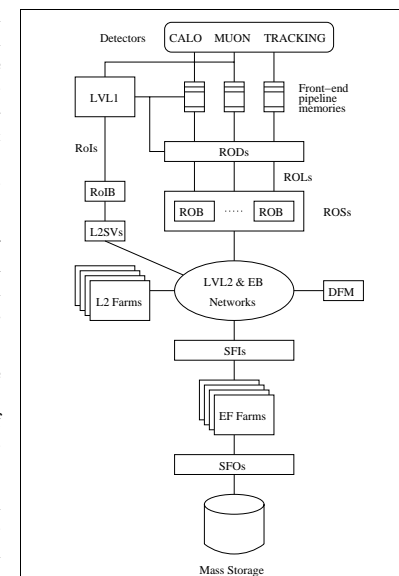 Detectors CALO MUON TRACKING
LVL1
Front–end
pipeline
memories
RoIs
RODs
ROLs
RoIB
ROB ..... ROB
ROSs
L2SVs
LVL2 & EB
Networks
L2 Farms
DFM
SFIs
EF Farms
SFOs
Mass Storage